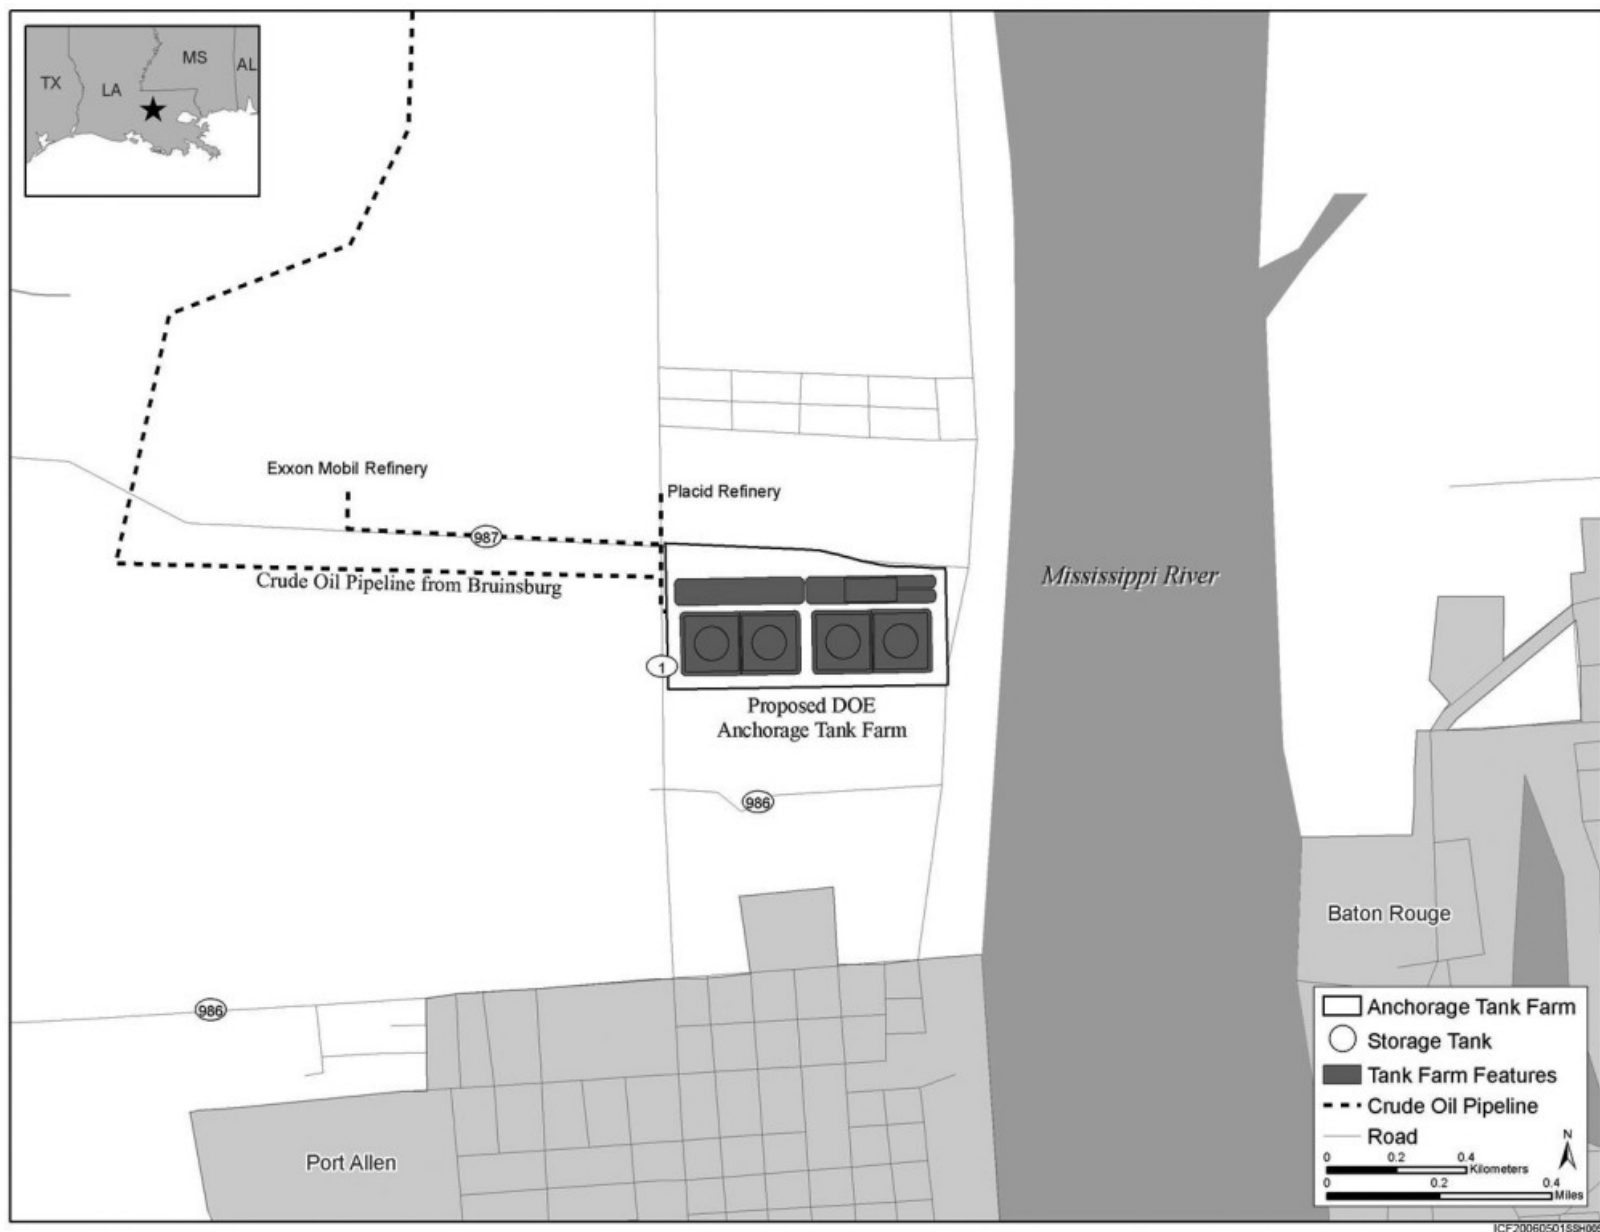 TX
LA
MS
AL
Exxon Mobil Refinery
Placid Refinery
987
Crude Oil Pipeline from Bruinsburg
Mississippi River
1
Proposed DOE
Anchorage Tank Farm
986
Baton Rouge
986
Port Allen
Anchorage Tank Farm
Storage Tank
Tank Farm Features
Crude Oil Pipeline
Road
N
0 0.2 0.4
Kilometers
0 0.2 0.4
Miles